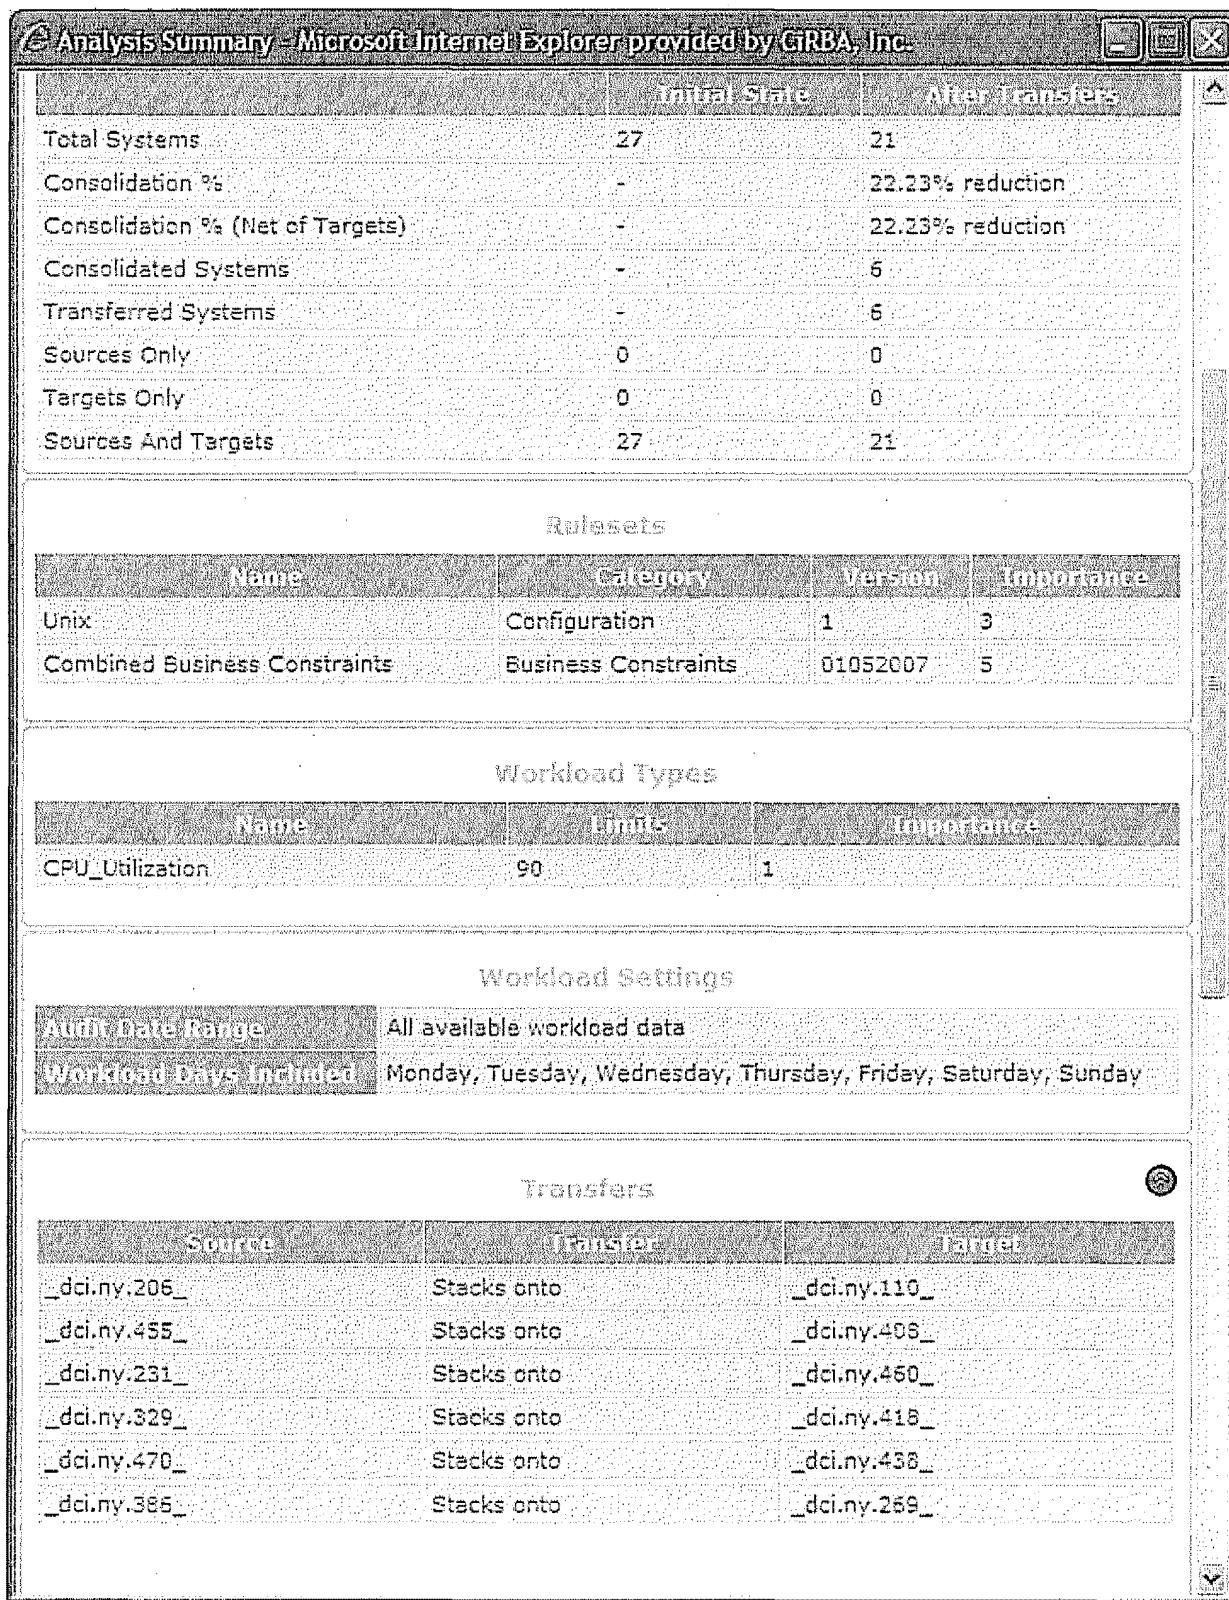 Analysis Summary - Microsoft Internet Explorer provided by CiRBA, Inc.
Initial State After Transfers
Total Systems 27 21
Consolidation % - 22.23% reduction
Consolidation % (Net of Targets) - 22.23% reduction
Consolidated Systems - 6
Transferred Systems - 6
Sources Only 0 0
Targets Only 0 0
Sources And Targets 27 21
Rulesets
Name Category Version Importance
Unix Configuration 1 3
Combined Business Constraints Business Constraints 01052007 5
Workload Types
Name Limits Importance
CPU_Utilization 90 1
Workload Settings
Audit Date Range All available workload data
Workload Days Included Monday, Tuesday, Wednesday, Thursday, Friday, Saturday, Sunday
Transfers
Source Transfer Target
_dci.ny.206_ Stacks onto _dci.ny.110_
_dci.ny.455_ Stacks onto
_dci.ny.231_ Stacks onto _dci.ny.460_
_dci.ny.329_ Stacks onto _dci.ny.418_
_dci.ny.470_ Stacks onto _dci.ny.438_
_dci.ny.386_ Stacks onto _dci.ny.269_